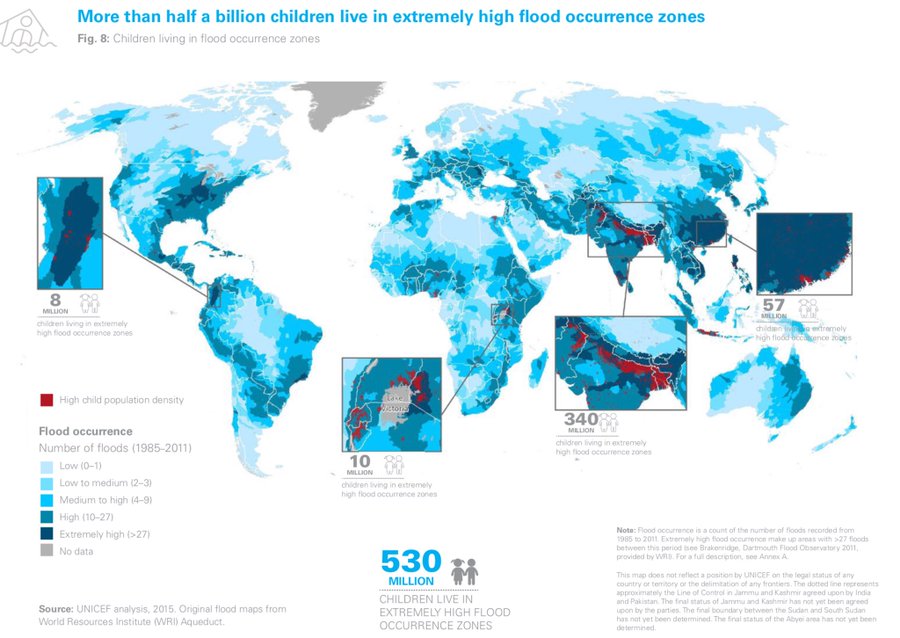 More than half a billion children live in extremely high flood occurrence zones
Fig. 8: Children living in flood occurrence zones
8
MILLION
children living in extremely
high flood occurrence zones
57
MILLION
children living in extremely
high flood occurrence zones
Lake
Victoria
340
MILLION
children living in extremely
high flood occurrence zones
10
MILLION
children living in extremely
high flood occurrence zones
High child population density
Flood occurrence
Number of floods (1985–2011)
Low (0–1)
Low to medium (2–3)
Medium to high (4–9)
High (10–27)
Extremely high (>27)
No data
530
MILLION
CHILDREN LIVE IN
EXTREMELY HIGH FLOOD
OCCURRENCE ZONES
Source: UNICEF analysis, 2015. Original flood maps from
World Resources Institute (WRI) Aqueduct.
Note: Flood occurrence is a count of the number of floods recorded from
1985 to 2011. Extremely high flood occurrence make up areas with >27 floods
between this period (see Brakenridge, Dartmouth Flood Observatory 2011,
provided by WRI). For a full description, see Annex A.
This map does not reflect a position by UNICEF on the legal status of any
country or territory or the delimitation of any frontiers. The dotted line represents
approximately the Line of Control in Jammu and Kashmir agreed upon by India
and Pakistan. The final status of Jammu and Kashmir has not yet been agreed
upon by the parties. The final boundary between the Sudan and South Sudan
has not yet been determined. The final status of the Abyei area has not yet been
determined.